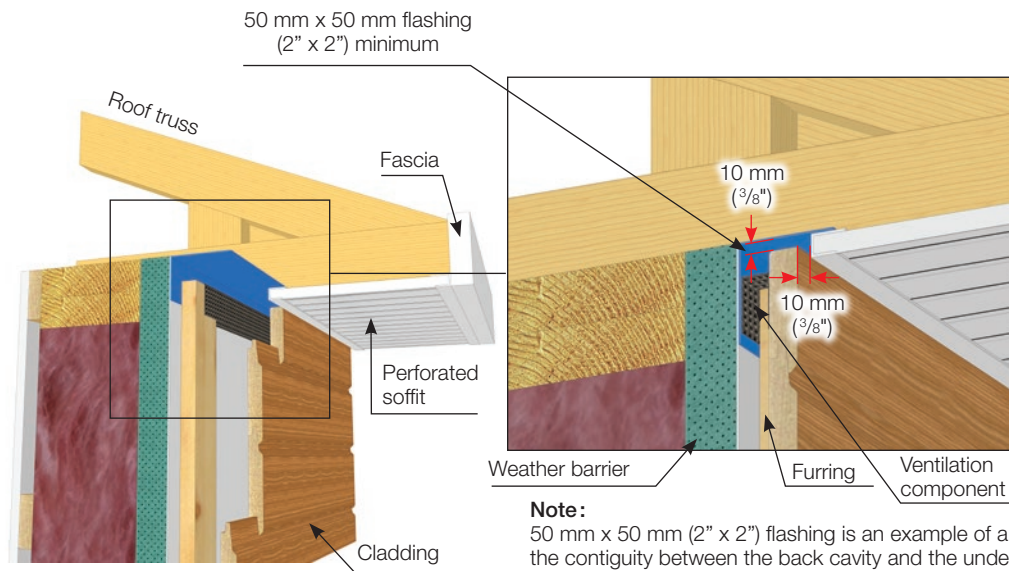 50 mm x 50 mm flashing
(2” x 2”) minimum
Roof truss
Fascia
10 mm
(3/8")
10 mm
(3/8")
Perforated
soffit
Weather barrier
Furring
Ventilation
component
Cladding
Note:
50 mm x 50 mm (2” x 2”) flashing is an example of a
the contiguity between the back cavity and the unde